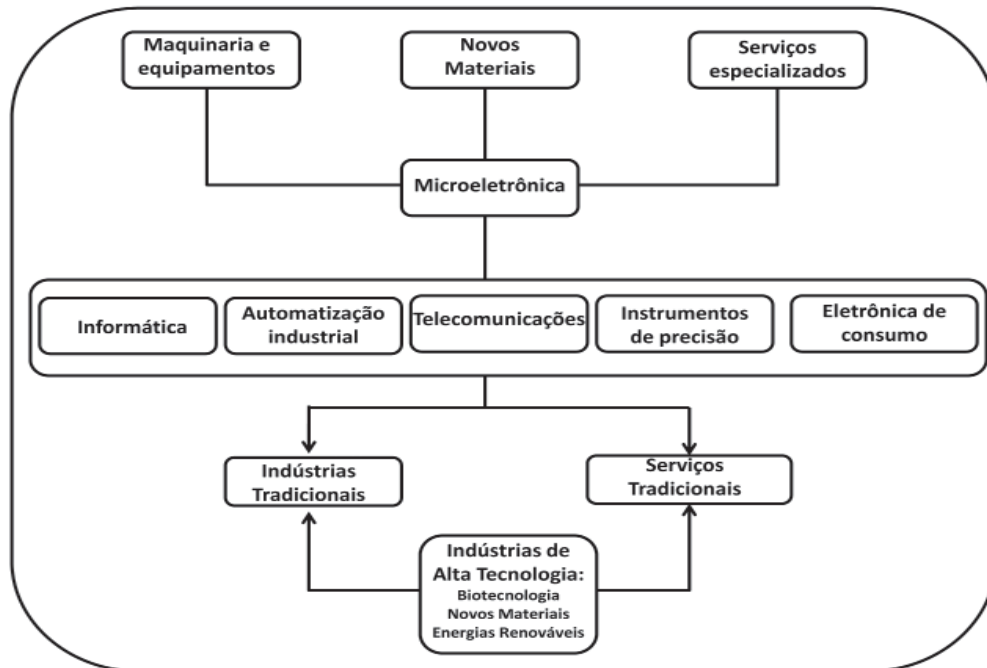 Maquinaria e
equipamentos
Novos
Materiais
Serviços
especializados
Microeletrônica
Informática
Automatização
industrial
Telecomunicações
Instrumentos
de precisão
Eletrônica de
consumo
Indústrias
Tradicionais
Serviços
Tradicionais
Indústrias de
Alta Tecnologia:
Biotecnologia
Novos Materiais
Energias Renováveis